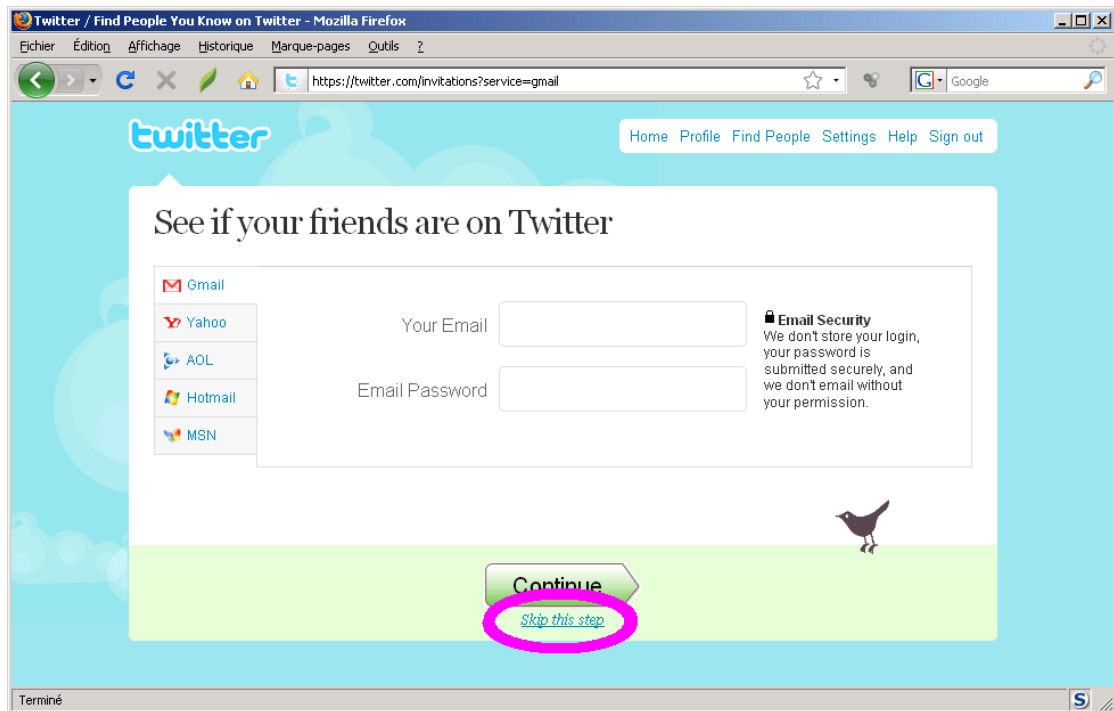 Twitter / Find People You Know on Twitter - Mozilla Firefox
Fichier Édition Affichage Historique Marque-pages Outils ?
https://twitter.com/invitations?service=gmail
G Google
twitter
Home Profile Find People Settings Help Sign out
See if your friends are on Twitter
Gmail
Yahoo
AOL
Hotmail
MSN
Your Email
Email Password
Email Security
We don't store your login,
your password is
submitted securely, and
we don't email without
your permission.
Continue
Skip this step
Terminé
S